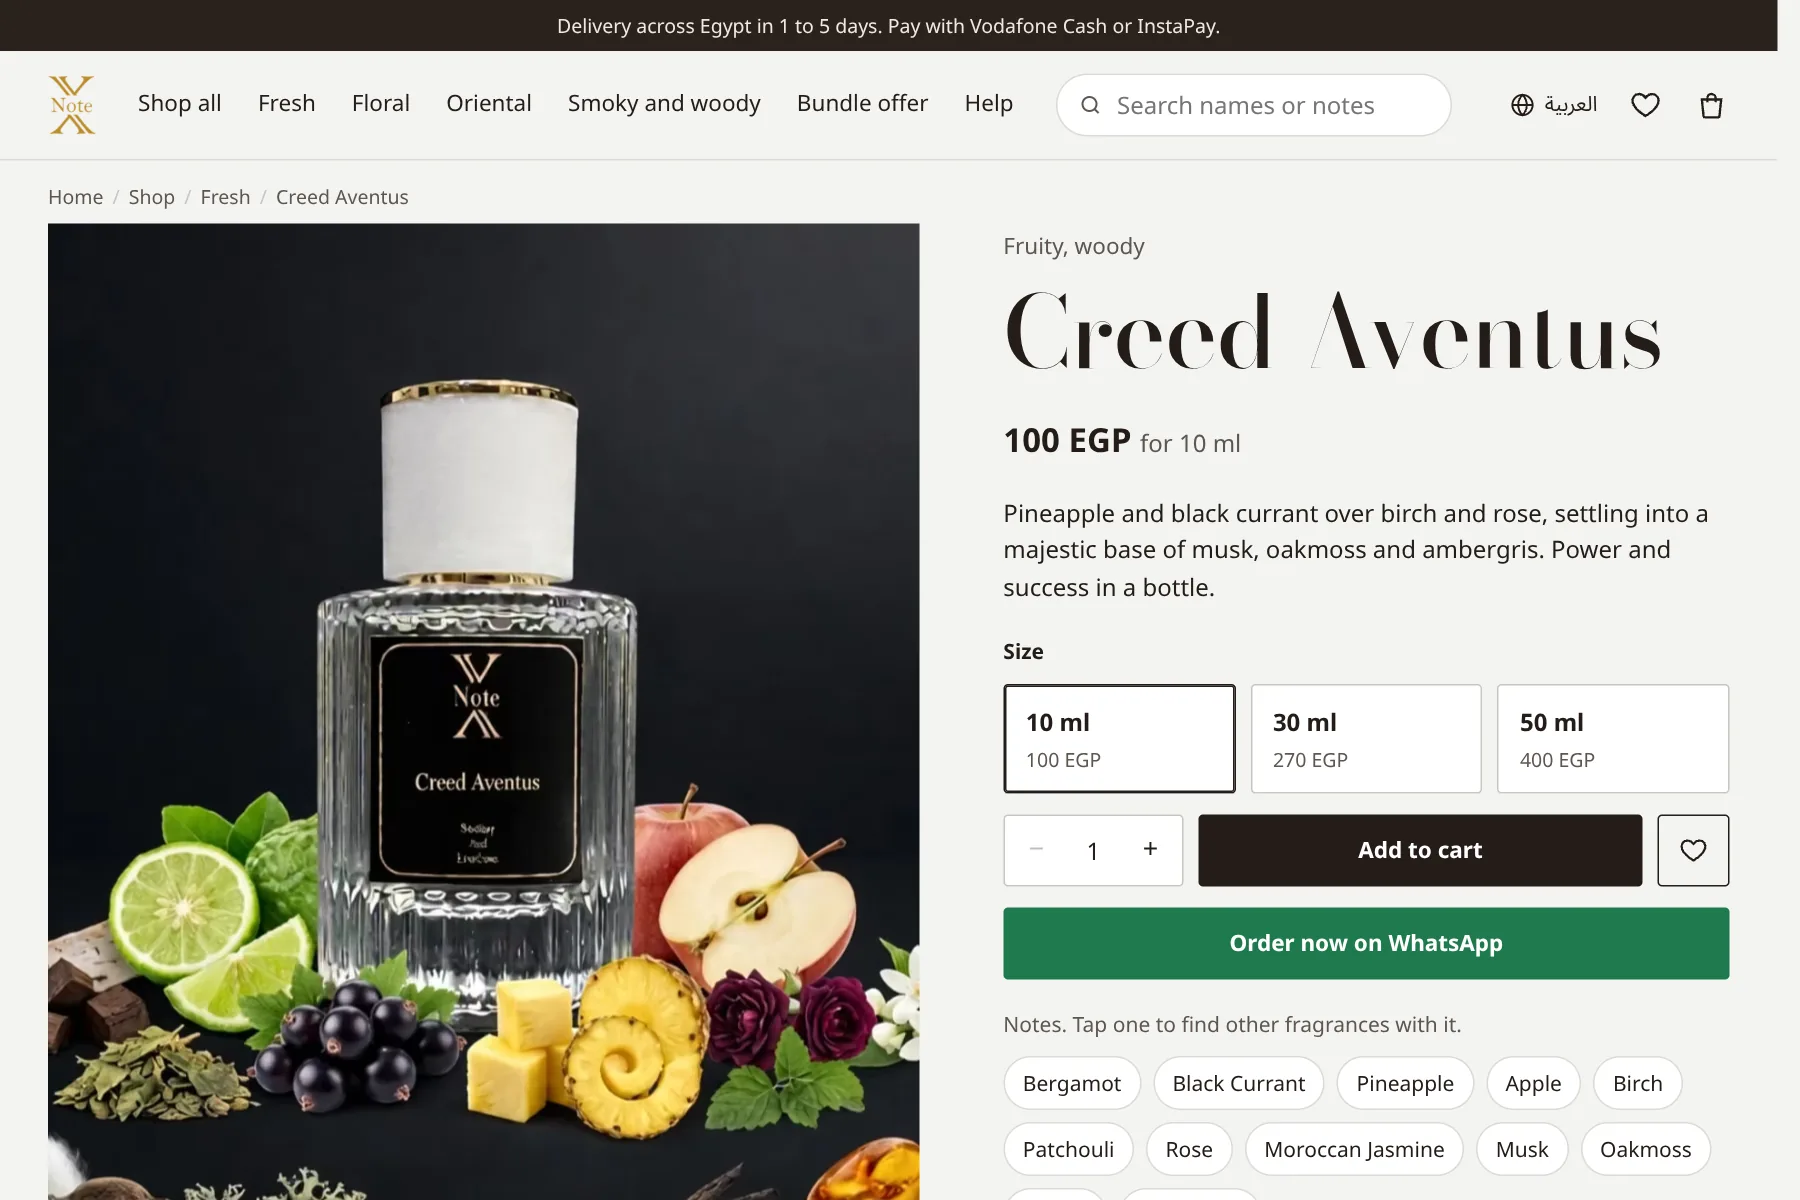 Delivery across Egypt in 1 to 5 days. Pay with Vodafone Cash or InstaPay.
Note
Shop all
Fresh
Floral
Oriental
Smoky and woody
Bundle offer
Help
Search names or notes
العربية
Home / Shop / Fresh / Creed Aventus
Note
Creed Aventus
Fruity, woody
Creed Aventus
100 EGP for 10 ml
Pineapple and black currant over birch and rose, settling into a
majestic base of musk, oakmoss and ambergris. Power and
success in a bottle.
Size
10 ml
100 EGP
30 ml
270 EGP
50 ml
400 EGP
− 1 +
Add to cart
Order now on WhatsApp
Notes. Tap one to find other fragrances with it.
Bergamot
Black Currant
Pineapple
Apple
Birch
Patchouli
Rose
Moroccan Jasmine
Musk
Oakmoss